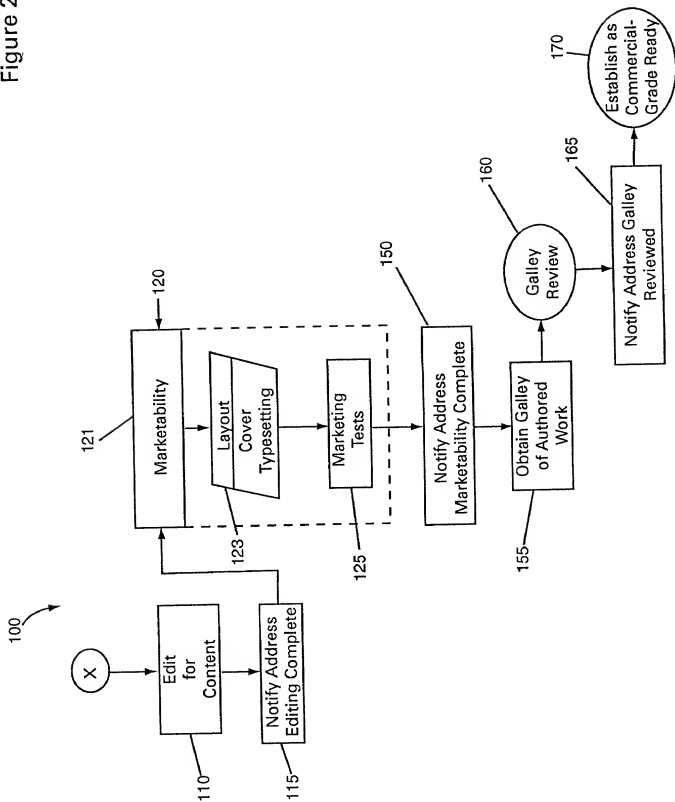 Figure 2
100
X
Edit
for
Content
110
Notify Address
Editing Complete
115
121
Marketability
120
Layout
Cover
Typesetting
123
Marketing
Tests
125
Notify Address
Marketability Complete
150
Obtain Galley
of Authored
Work
155
Galley
Review
160
Notify Address Galley
Reviewed
165
Establish as
Commercial-
Grade Ready
170